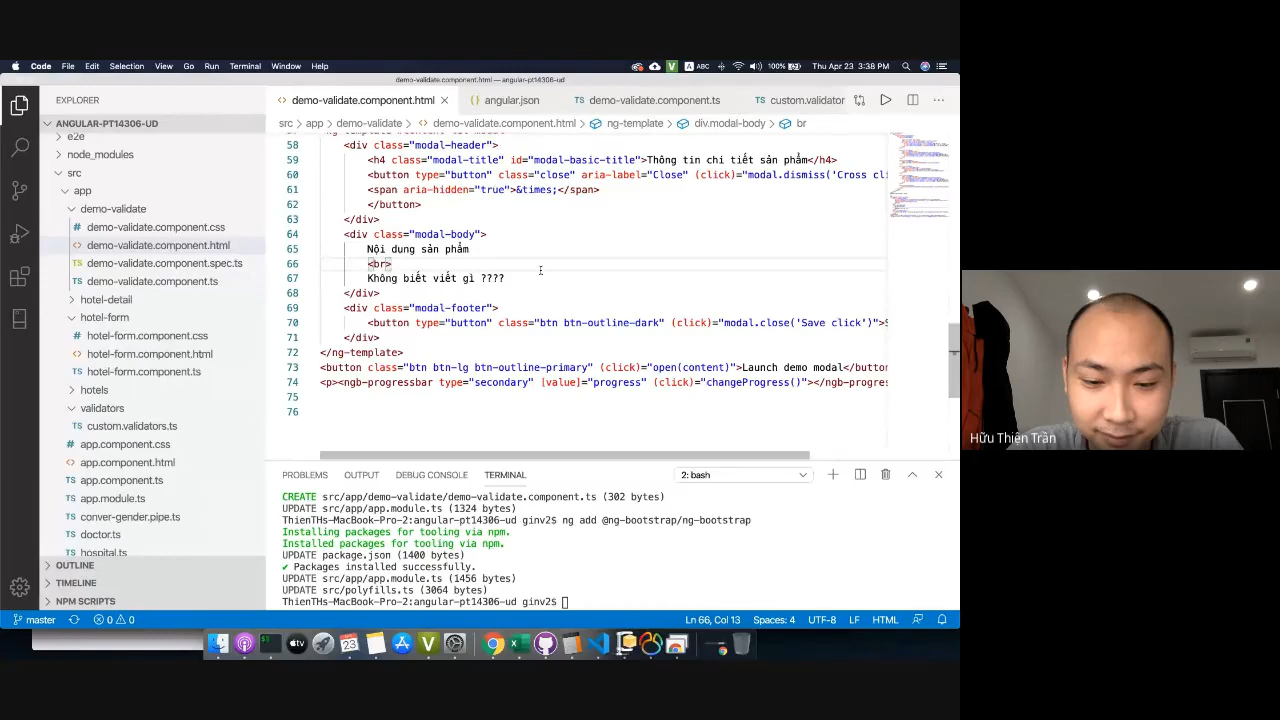 Code File Edit Selection View Go Run Terminal Window Help ABC 100% Thu Apr 23 3:38 PM
demo-validate.component.html — angular-pt14306-ud
EXPLORER
demo-validate.component.html
angular.json
demo-validate.component.ts
custom.validator
ANGULAR-PT14306-UD
e2e
node_modules
src
app
demo-validate
demo-validate.component.css
demo-validate.component.html
demo-validate.component.spec.ts
demo-validate.component.ts
hotel-detail
hotel-form
hotel-form.component.css
hotel-form.component.html
hotel-form.component.ts
hotels
validators
custom.validators.ts
app.component.css
app.component.html
app.component.ts
app.module.ts
conver-gender.pipe.ts
doctor.ts
hospital.ts
OUTLINE
TIMELINE
NPM SCRIPTS
src > app > demo-validate > demo-validate.component.html > ng-template > div.modal-body > br
58 <div class="modal-header">
59 <h4 class="modal-title" id="modal-basic-title"> tin chi tiết sản phẩm</h4>
60 <button type="button" class="close" aria-label="Close" (click)="modal.dismiss('Cross cli
61 <span aria-hidden="true">&times;</span>
62 </button>
63 </div>
64 <div class="modal-body">
65 Nội dung sản phẩm
66 <br>
67 Không biết viết gì ????
68 </div>
69 <div class="modal-footer">
70 <button type="button" class="btn btn-outline-dark" (click)="modal.close('Save click')">S
71 </div>
72 </ng-template>
73 <button class="btn btn-lg btn-outline-primary" (click)="open(content)">Launch demo modal</button
74 <p><ngb-progressbar type="secondary" [value]="progress" (click)="changeProgress()"></ngb-progres
75
76
PROBLEMS OUTPUT DEBUG CONSOLE TERMINAL 2: bash
CREATE src/app/demo-validate/demo-validate.component.ts (302 bytes)
UPDATE src/app/app.module.ts (1324 bytes)
ThienTHs-MacBook-Pro-2:angular-pt14306-ud ginv2$ ng add @ng-bootstrap/ng-bootstrap
Installing packages for tooling via npm.
Installed packages for tooling via npm.
UPDATE package.json (1400 bytes)
✔ Packages installed successfully.
UPDATE src/app/app.module.ts (1456 bytes)
UPDATE src/polyfills.ts (3064 bytes)
ThienTHs-MacBook-Pro-2:angular-pt14306-ud ginv2$
master 0 0 Ln 66, Col 13 Spaces: 4 UTF-8 LF HTML
Hữu Thiện Trần